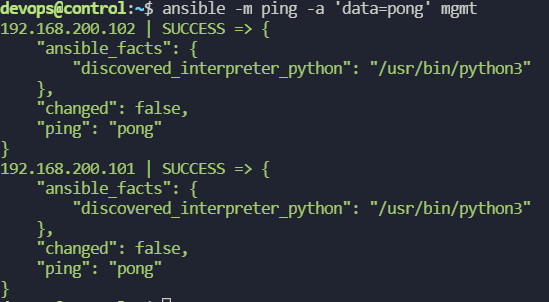 devops@control:~$ ansible -m ping -a 'data=pong' mgmt
192.168.200.102 | SUCCESS => {
    "ansible_facts": {
        "discovered_interpreter_python": "/usr/bin/python3"
    },
    "changed": false,
    "ping": "pong"
}
192.168.200.101 | SUCCESS => {
    "ansible_facts": {
        "discovered_interpreter_python": "/usr/bin/python3"
    },
    "changed": false,
    "ping": "pong"
}